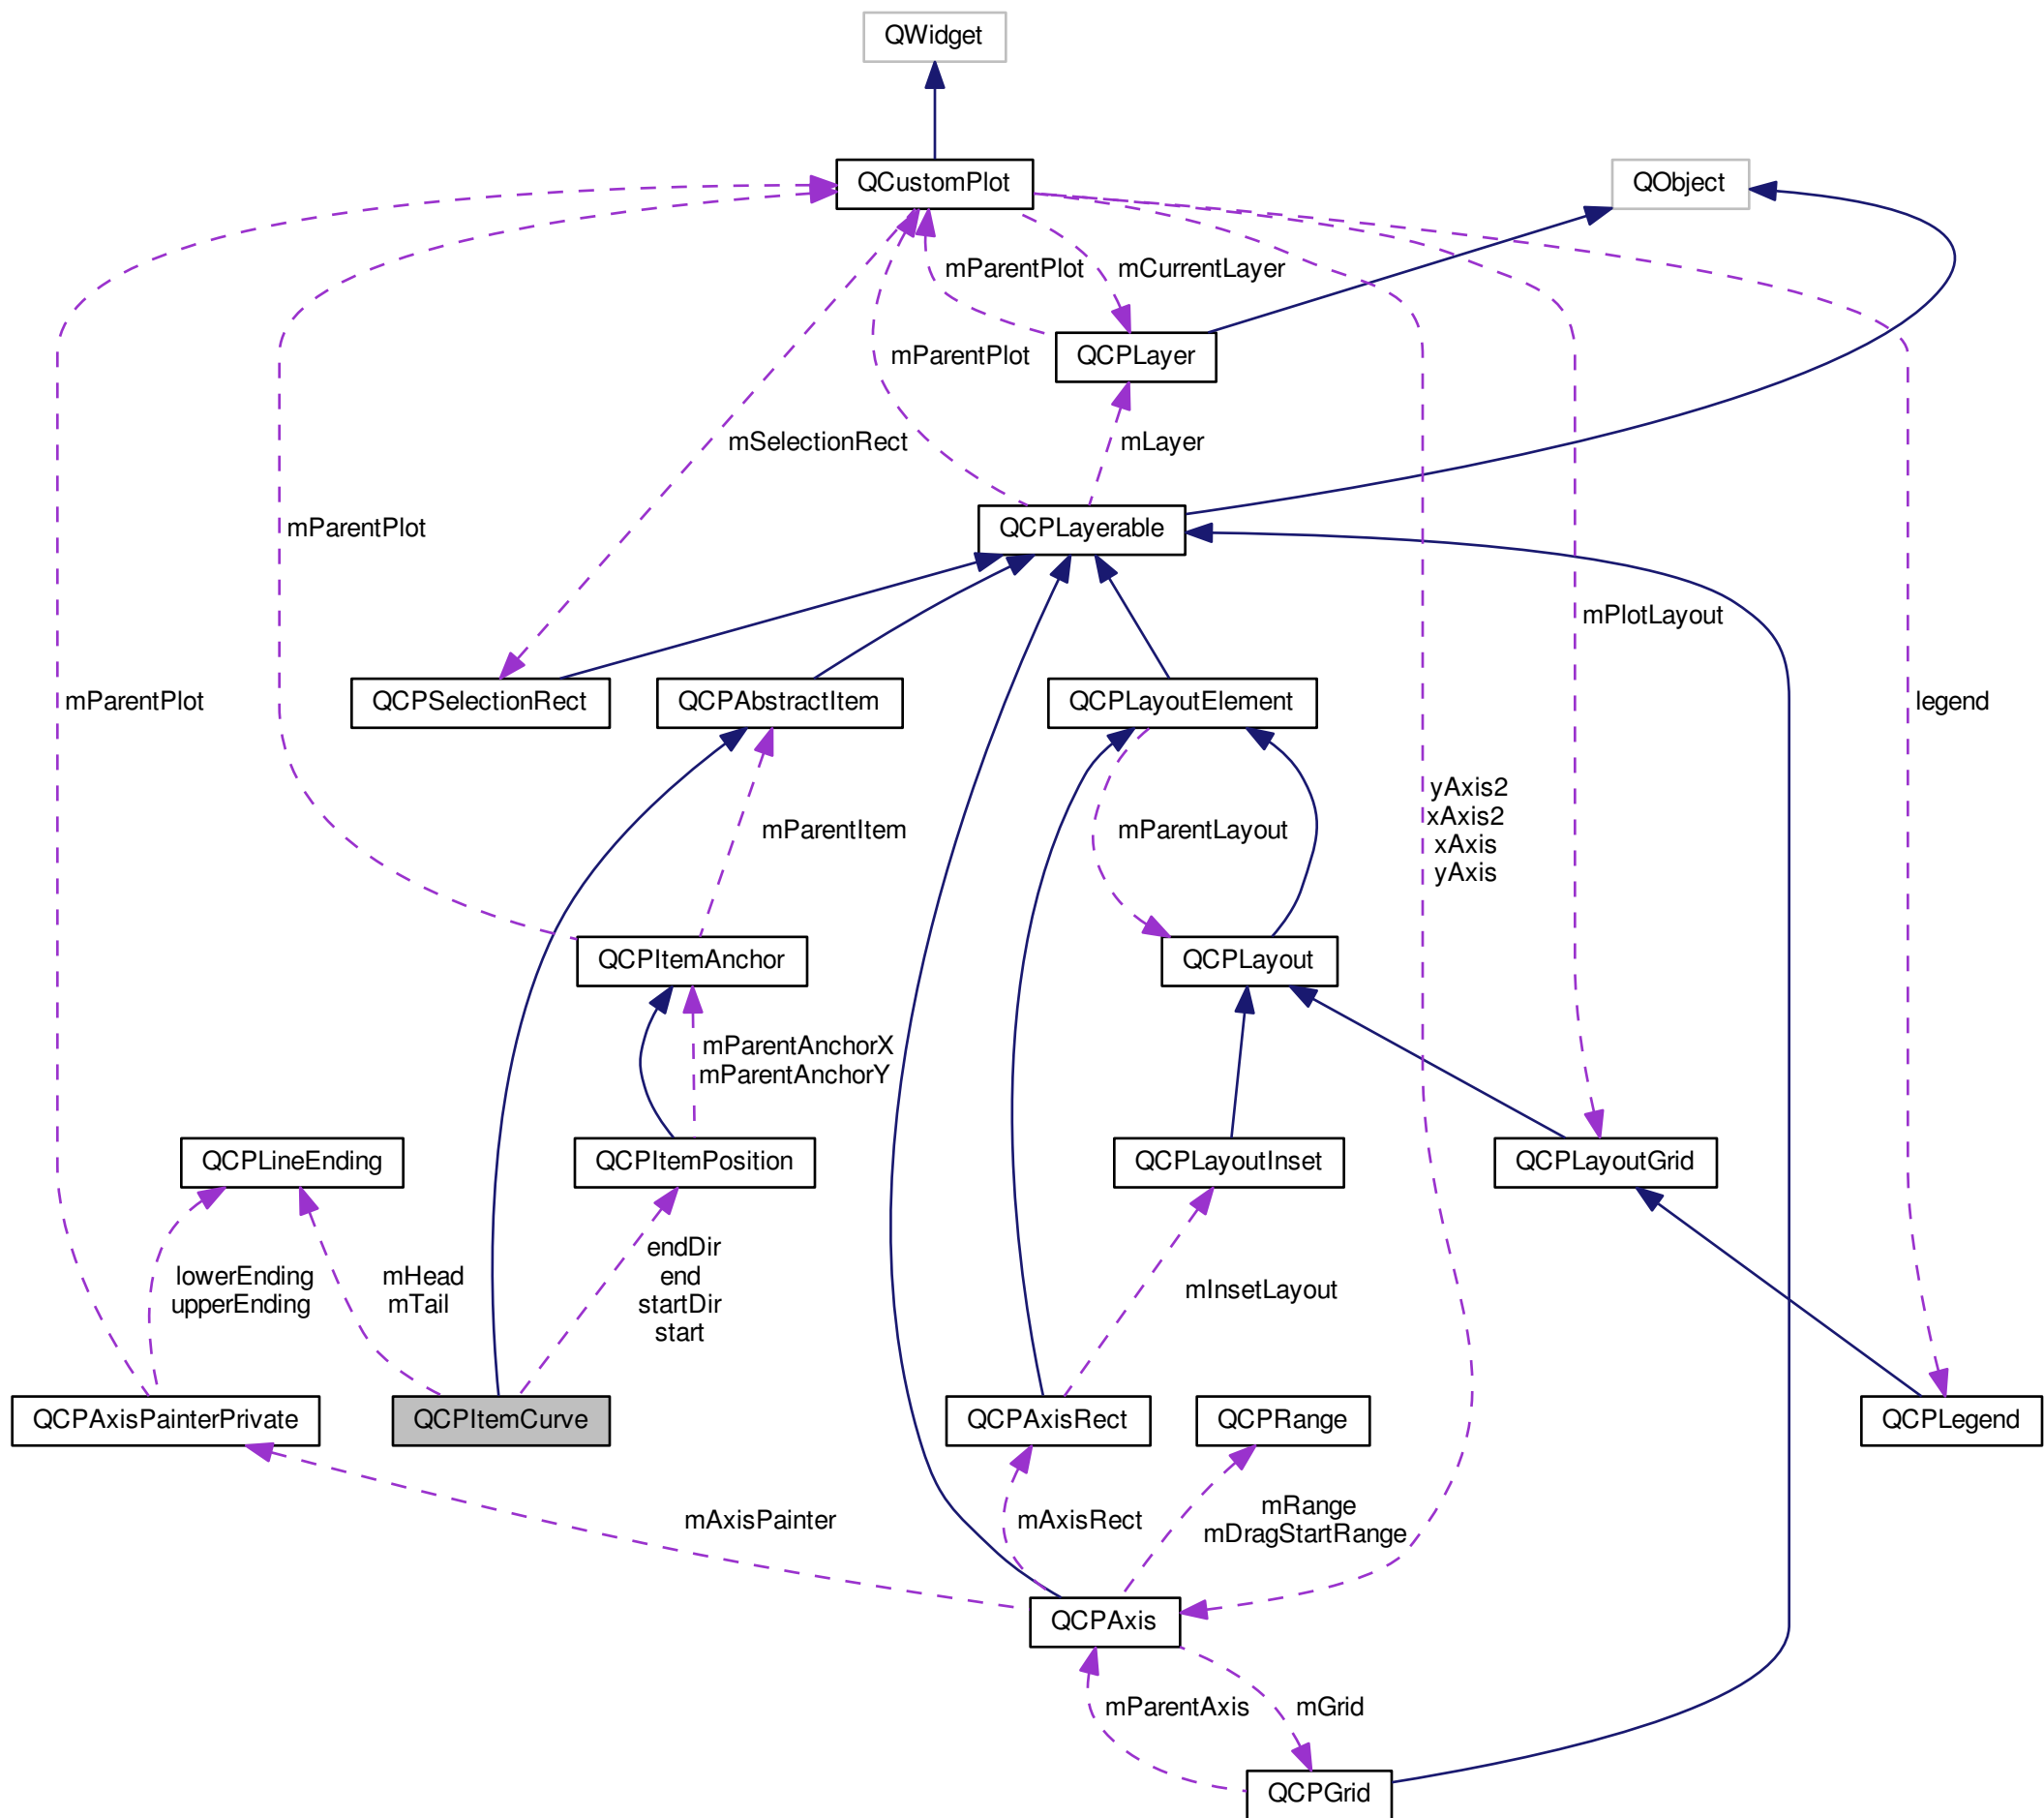 QWidget
QCustomPlot
QObject
mParentPlot
mCurrentLayer
mParentPlot
QCPLayer
mSelectionRect
mLayer
mParentPlot
QCPLayerable
mPlotLayout
mParentPlot
QCPSelectionRect
QCPAbstractItem
QCPLayoutElement
legend
yAxis2
xAxis2
xAxis
yAxis
mParentItem
mParentLayout
QCPItemAnchor
QCPLayout
mParentAnchorX
mParentAnchorY
QCPLineEnding
QCPItemPosition
QCPLayoutInset
QCPLayoutGrid
lowerEnding
upperEnding
mHead
mTail
endDir
end
startDir
start
mInsetLayout
QCPAxisPainterPrivate
QCPItemCurve
QCPAxisRect
QCPRange
QCPLegend
mAxisPainter
mAxisRect
mRange
mDragStartRange
QCPAxis
mParentAxis
mGrid
QCPGrid